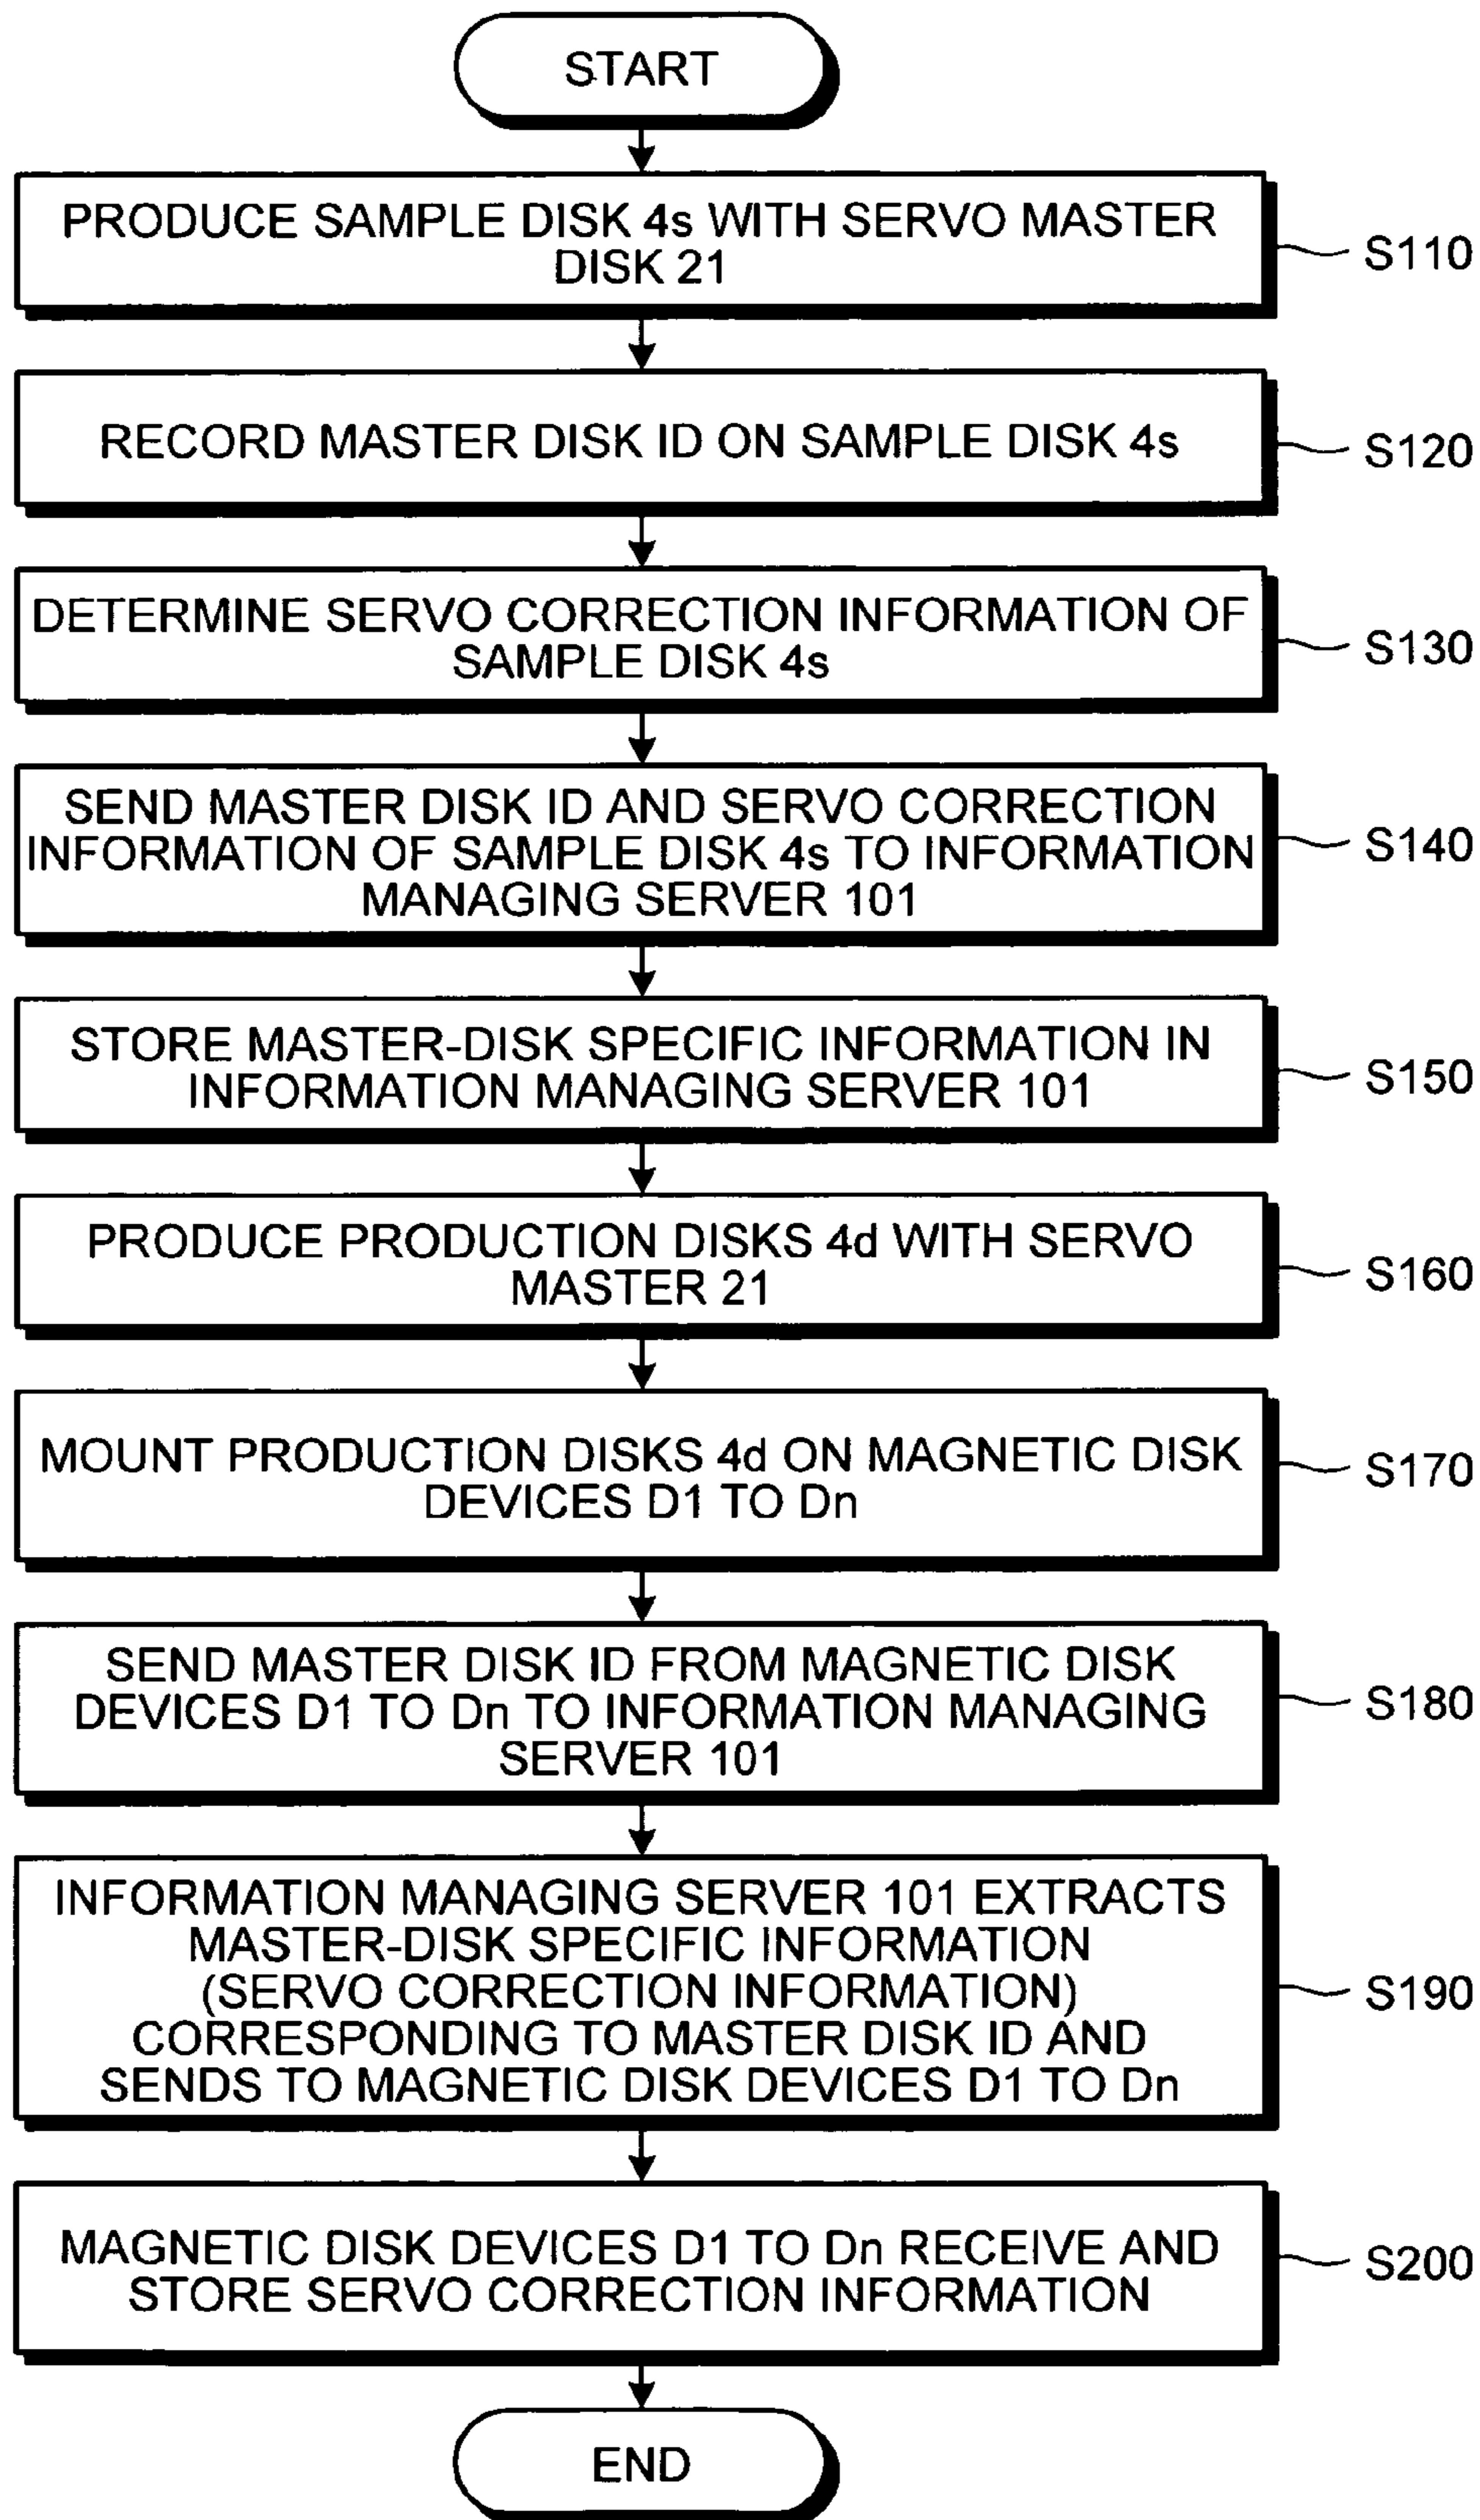 START
PRODUCE SAMPLE DISK 4s WITH SERVO MASTER
DISK 21
S110
RECORD MASTER DISK ID ON SAMPLE DISK 4s
S120
DETERMINE SERVO CORRECTION INFORMATION OF
SAMPLE DISK 4s
S130
SEND MASTER DISK ID AND SERVO CORRECTION
INFORMATION OF SAMPLE DISK 4s TO INFORMATION
MANAGING SERVER 101
S140
STORE MASTER-DISK SPECIFIC INFORMATION IN
INFORMATION MANAGING SERVER 101
S150
PRODUCE PRODUCTION DISKS 4d WITH SERVO
MASTER 21
S160
MOUNT PRODUCTION DISKS 4d ON MAGNETIC DISK
DEVICES D1 TO Dn
S170
SEND MASTER DISK ID FROM MAGNETIC DISK
DEVICES D1 TO Dn TO INFORMATION MANAGING
SERVER 101
S180
INFORMATION MANAGING SERVER 101 EXTRACTS
MASTER-DISK SPECIFIC INFORMATION
(SERVO CORRECTION INFORMATION)
CORRESPONDING TO MASTER DISK ID AND
SENDS TO MAGNETIC DISK DEVICES D1 TO Dn
S190
MAGNETIC DISK DEVICES D1 TO Dn RECEIVE AND
STORE SERVO CORRECTION INFORMATION
S200
END